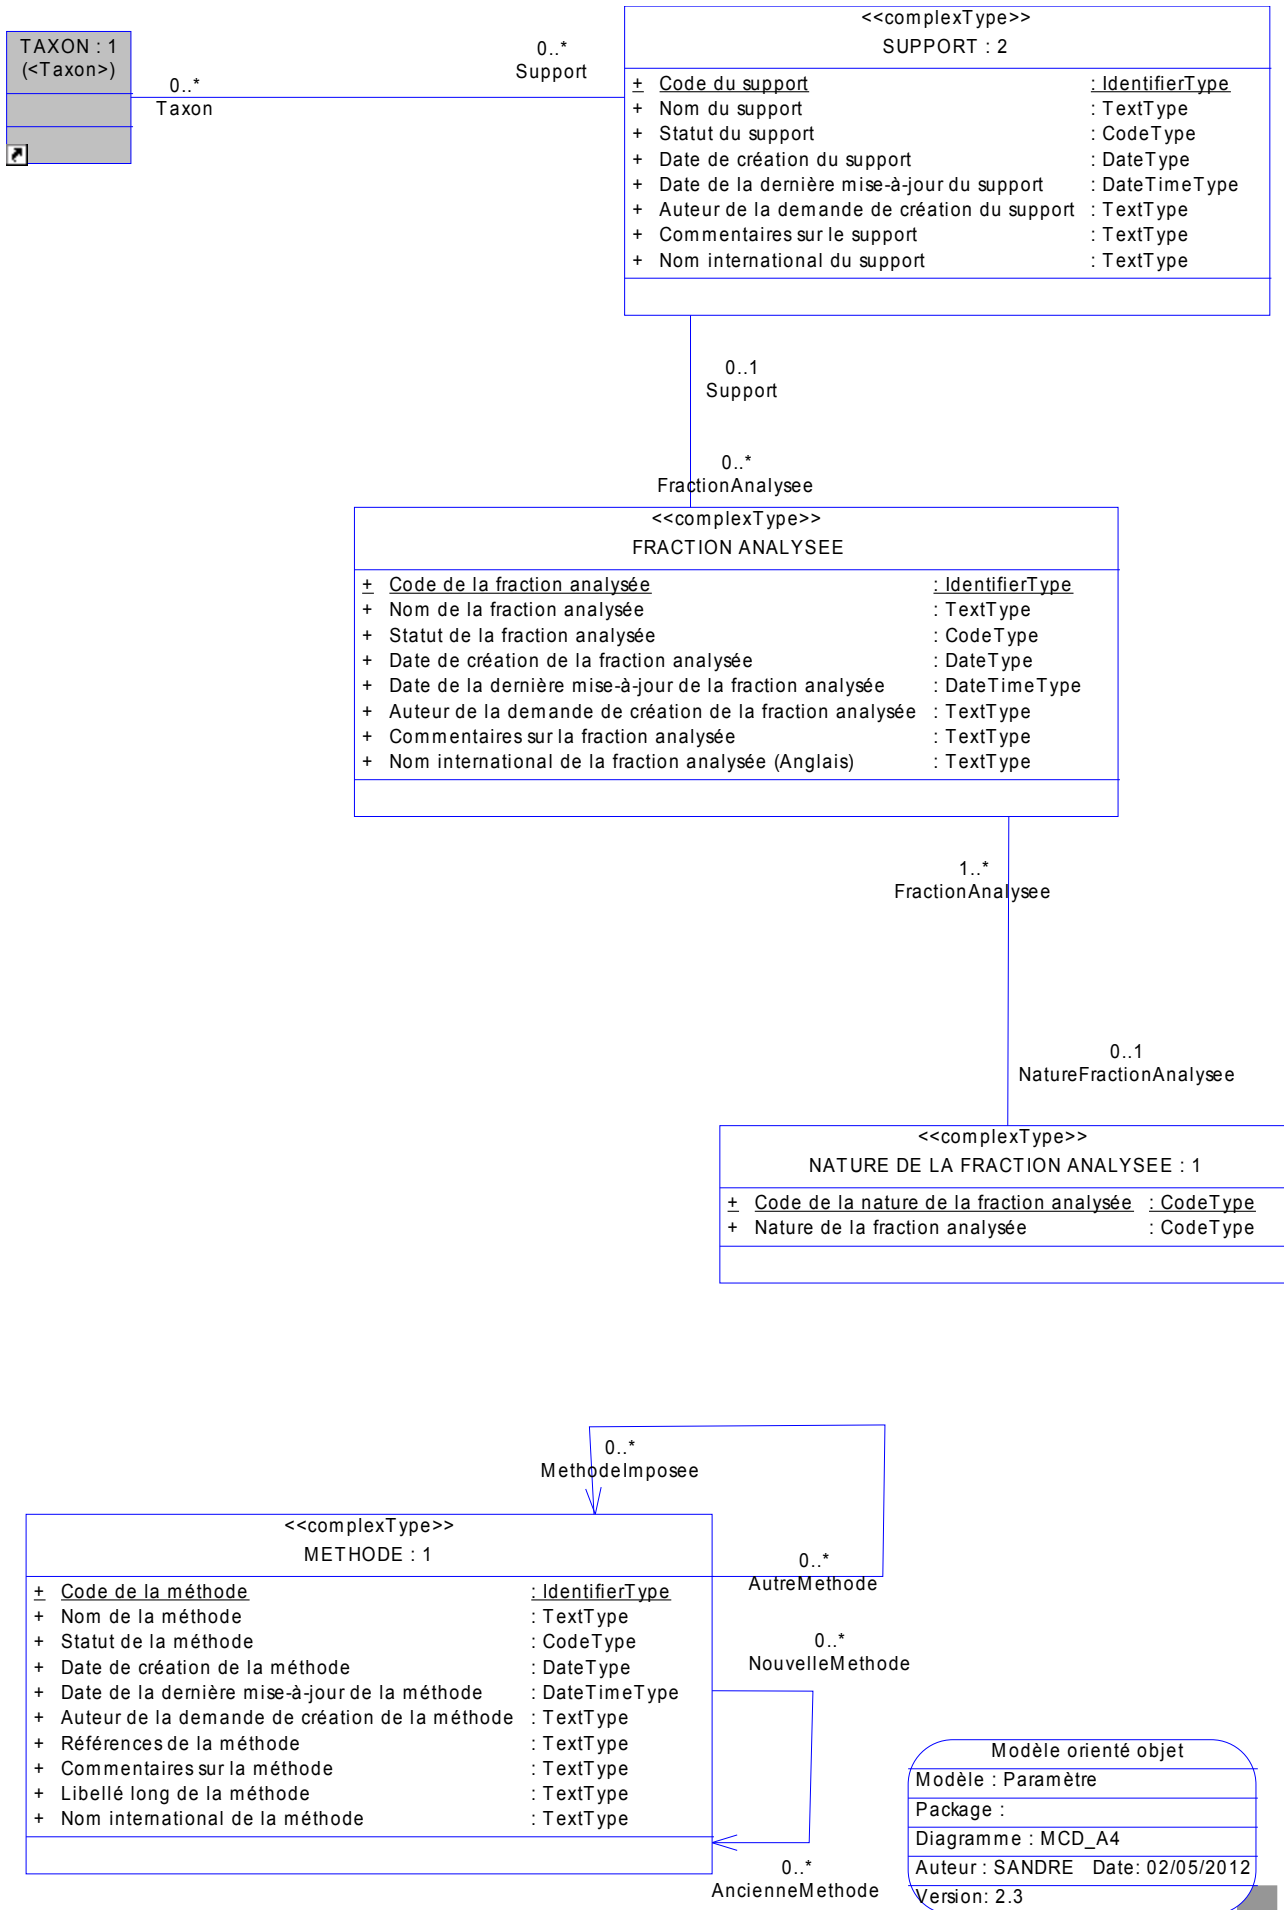 TAXON : 1
(<Taxon>)
0..*
Taxon
0..*
Support
<<complexType>>
SUPPORT : 2
+ Code du support : IdentifierType
+ Nom du support : TextType
+ Statut du support : CodeType
+ Date de création du support : DateType
+ Date de la dernière mise-à-jour du support : DateTimeType
+ Auteur de la demande de création du support : TextType
+ Commentaires sur le support : TextType
+ Nom international du support : TextType
0..1
Support
0..*
FractionAnalysee
<<complexType>>
FRACTION ANALYSEE
+ Code de la fraction analysée : IdentifierType
+ Nom de la fraction analysée : TextType
+ Statut de la fraction analysée : CodeType
+ Date de création de la fraction analysée : DateType
+ Date de la dernière mise-à-jour de la fraction analysée : DateTimeType
+ Auteur de la demande de création de la fraction analysée : TextType
+ Commentaires sur la fraction analysée : TextType
+ Nom international de la fraction analysée (Anglais) : TextType
1..*
FractionAnalysee
0..1
NatureFractionAnalysee
<<complexType>>
NATURE DE LA FRACTION ANALYSEE : 1
+ Code de la nature de la fraction analysée : CodeType
+ Nature de la fraction analysée : CodeType
0..*
MethodeImposee
<<complexType>>
METHODE : 1
+ Code de la méthode : IdentifierType
+ Nom de la méthode : TextType
+ Statut de la méthode : CodeType
+ Date de création de la méthode : DateType
+ Date de la dernière mise-à-jour de la méthode : DateTimeType
+ Auteur de la demande de création de la méthode : TextType
+ Références de la méthode : TextType
+ Commentaires sur la méthode : TextType
+ Libellé long de la méthode : TextType
+ Nom international de la méthode : TextType
0..*
AutreMethode
0..*
NouvelleMethode
0..*
AncienneMethode
Modèle orienté objet
Modèle : Paramètre
Package :
Diagramme : MCD_A4
Auteur : SANDRE Date: 02/05/2012
Version: 2.3